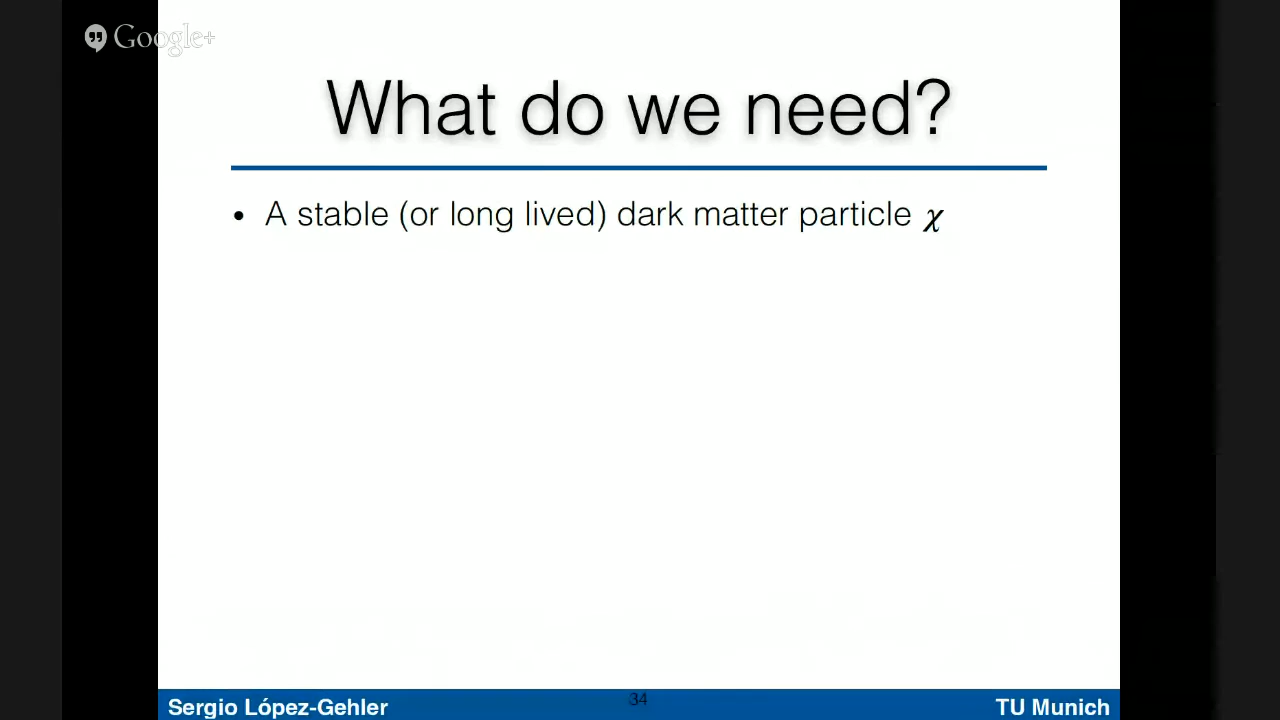 Google+
What do we need?
• A stable (or long lived) dark matter particle χ
Sergio López-Gehler
34
TU Munich